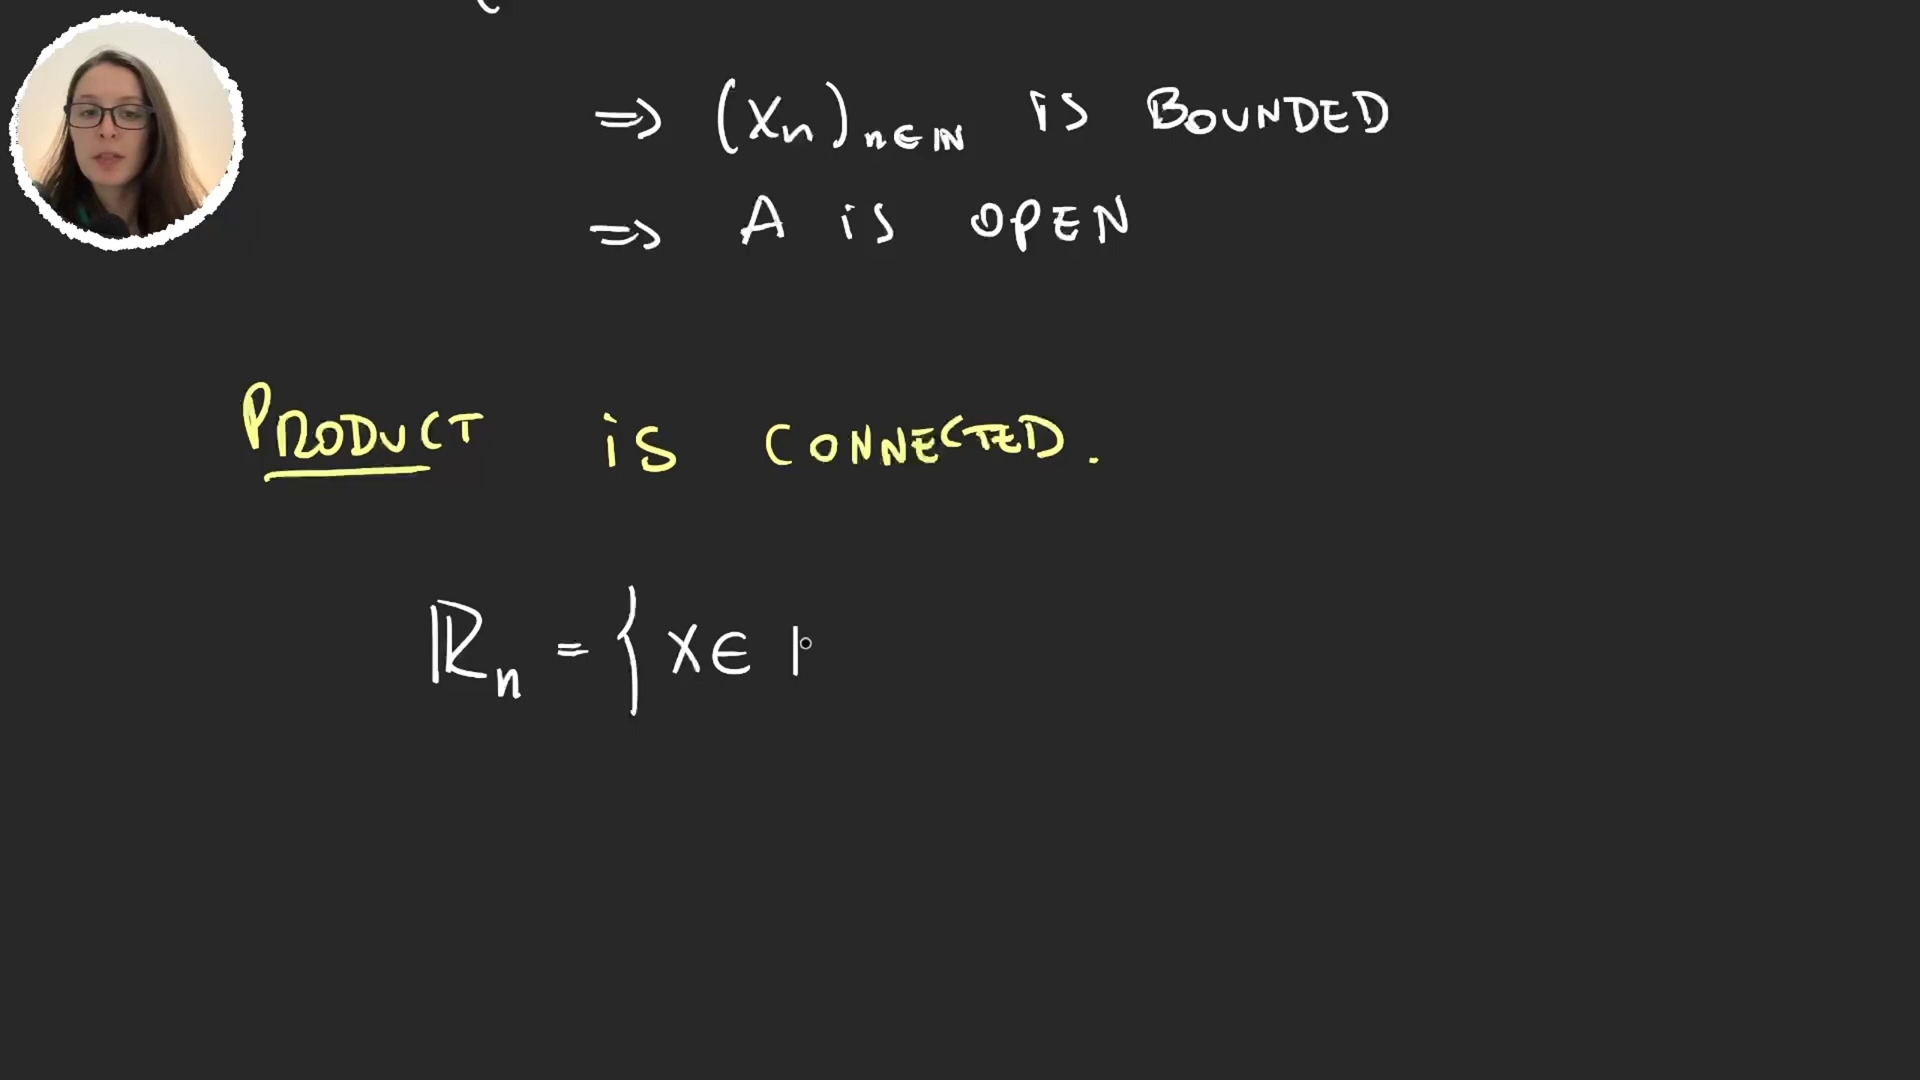 ⇒ (Xn)n∈ℕ is BOUNDED
⇒ A is OPEN
PRODUCT is CONNECTED.
ℝn = { X∈